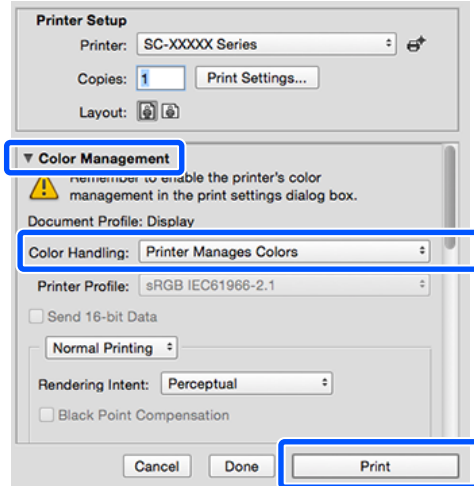 Printer Setup
Printer: SC-XXXXX Series
Copies: 1 Print Settings...
Layout:
Color Management
Remember to enable the printer's color
management in the print settings dialog box.
Document Profile: Display
Color Handling: Printer Manages Colors
Printer Profile: sRGB IEC61966-2.1
Send 16-bit Data
Normal Printing
Rendering Intent: Perceptual
Black Point Compensation
Cancel Done Print